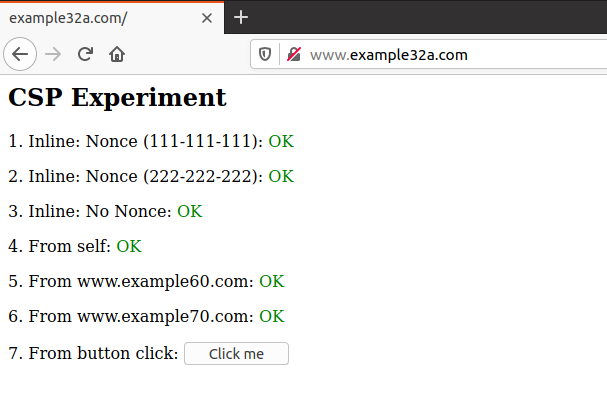 example32a.com/
www.example32a.com
CSP Experiment
1. Inline: Nonce (111-111-111): OK
2. Inline: Nonce (222-222-222): OK
3. Inline: No Nonce: OK
4. From self: OK
5. From www.example60.com: OK
6. From www.example70.com: OK
7. From button click: Click me